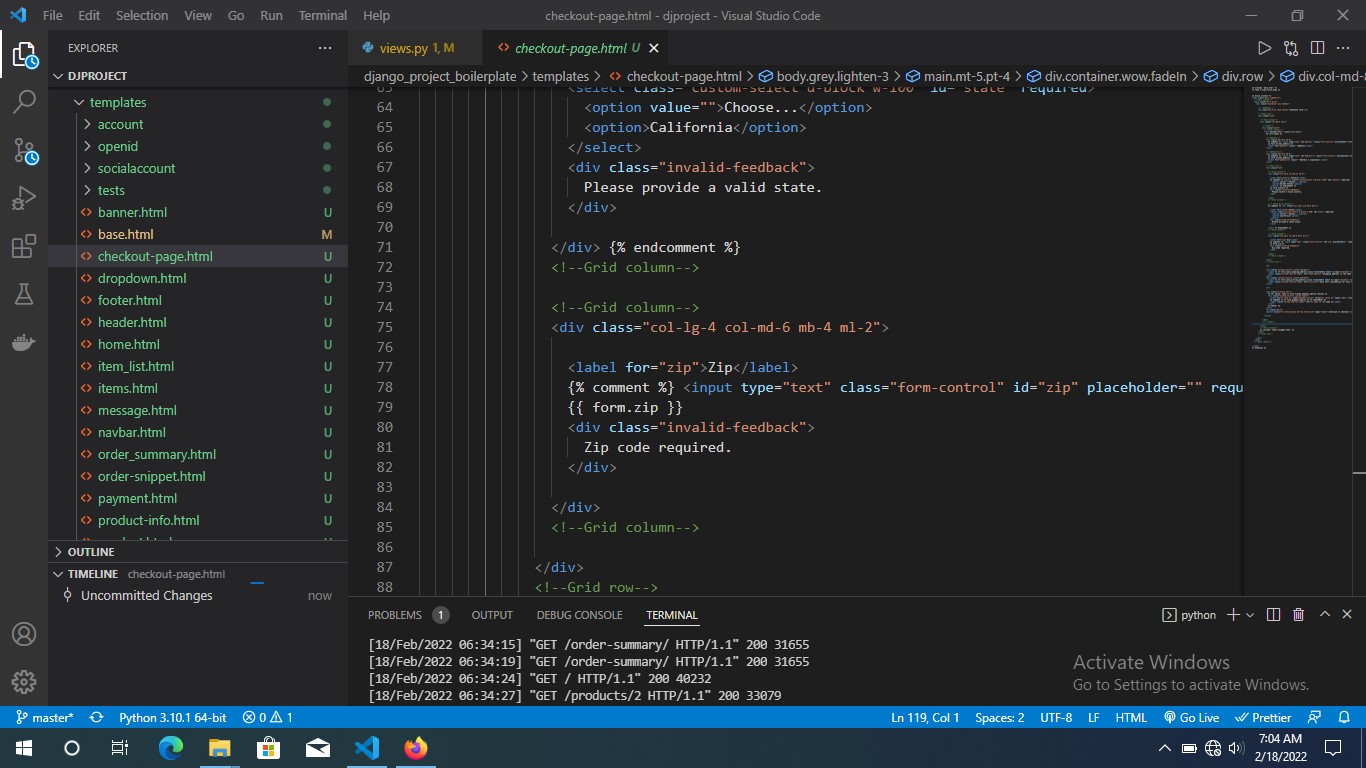 File Edit Selection View Go Run Terminal Help checkout-page.html - djproject - Visual Studio Code
EXPLORER
views.py 1, M
checkout-page.html U
DJPROJECT
django_project_boilerplate > templates > checkout-page.html > body.grey.lighten-3 > main.mt-5.pt-4 > div.container.wow.fadeIn > div.row > div.col-md-8
templates
account
openid
socialaccount
tests
banner.html U
base.html M
checkout-page.html U
dropdown.html U
footer.html U
header.html U
home.html U
item_list.html U
items.html U
message.html U
navbar.html U
order_summary.html U
order-snippet.html U
payment.html U
product-info.html U
OUTLINE
TIMELINE checkout-page.html
Uncommitted Changes now
63 <select class="custom-select d-block w-100" id="state" required>
64 <option value="">Choose...</option>
65 <option>California</option>
66 </select>
67 <div class="invalid-feedback">
68 Please provide a valid state.
69 </div>
70
71 </div> {% endcomment %}
72 <!--Grid column-->
73
74 <!--Grid column-->
75 <div class="col-lg-4 col-md-6 mb-4 ml-2">
76
77 <label for="zip">Zip</label>
78 {% comment %} <input type="text" class="form-control" id="zip" placeholder="" requ
79 {{ form.zip }}
80 <div class="invalid-feedback">
81 Zip code required.
82 </div>
83
84 </div>
85 <!--Grid column-->
86
87 </div>
88 <!--Grid row-->
PROBLEMS 1 OUTPUT DEBUG CONSOLE TERMINAL python
[18/Feb/2022 06:34:15] "GET /order-summary/ HTTP/1.1" 200 31655
[18/Feb/2022 06:34:19] "GET /order-summary/ HTTP/1.1" 200 31655
[18/Feb/2022 06:34:24] "GET / HTTP/1.1" 200 40232
[18/Feb/2022 06:34:27] "GET /products/2 HTTP/1.1" 200 33079
Activate Windows
Go to Settings to activate Windows.
master* Python 3.10.1 64-bit 0 1 Ln 119, Col 1 Spaces: 2 UTF-8 LF HTML Go Live Prettier
7:04 AM
2/18/2022